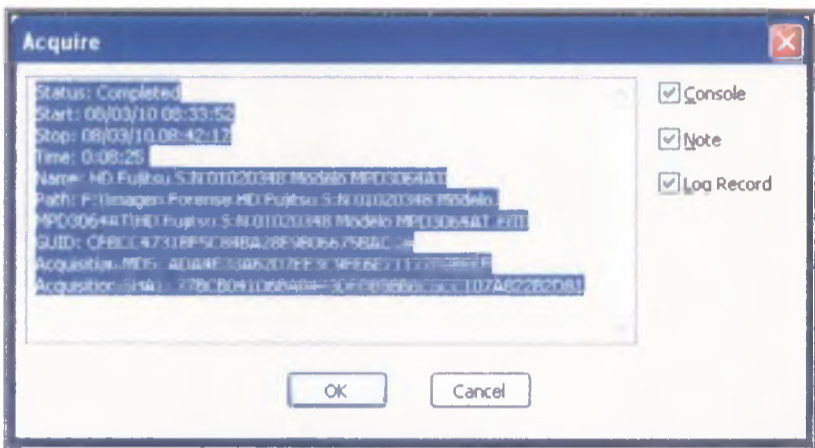 Acquire
Status: Completed
Start: 08/03/10 08:33:52
Stop: 08/03/10 08:42:17
Time: 0:08:25
Name: HD Fujitsu S:N 01020348 Modelo MPD3064AT
Path: F:\Imagen Forense HD Fujitsu S:N 01020348 Modelo
MPD3064AT\HD Fujitsu S:N 01020348 Modelo MPD3064AT.E01
GUID:
Acquisition MD5:
Acquisition SHA1:
Console
Note
Log Record
OK
Cancel